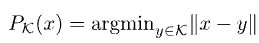 P_𝒦(x) = argmin_{y∈𝒦}‖x − y‖